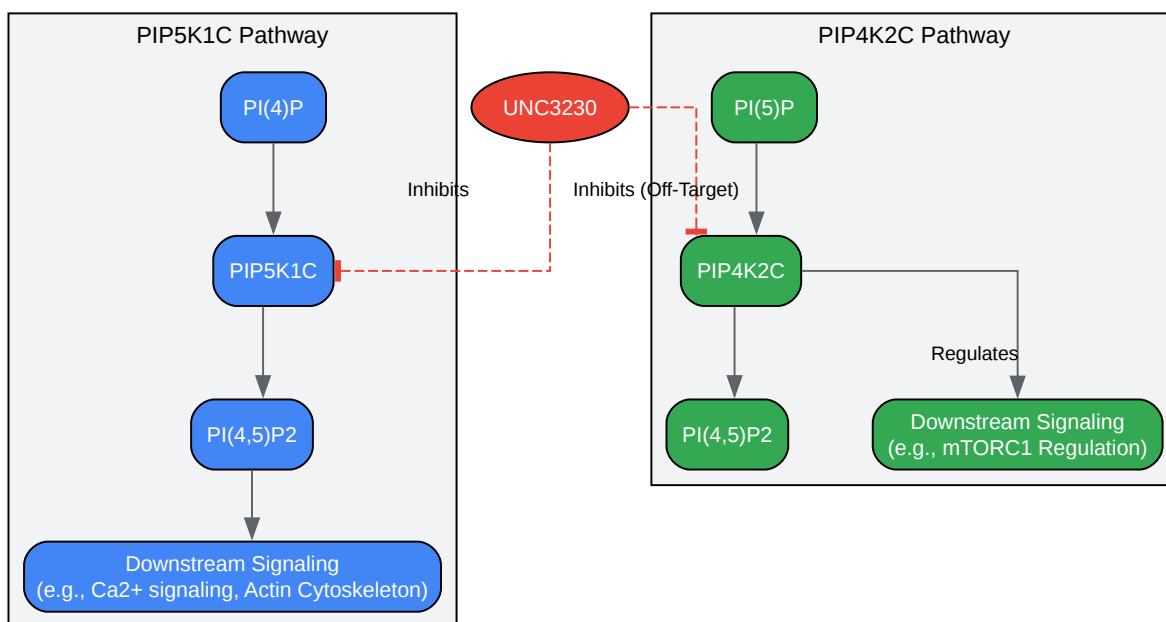 PIP5K1C Pathway
PI(4)P
Inhibits
PIP5K1C
PI(4,5)P2
Downstream Signaling
(e.g., Ca2+ signaling, Actin Cytoskeleton)
UNC3230
Inhibits (Off-Target)
PIP4K2C Pathway
PI(5)P
PIP4K2C
Regulates
PI(4,5)P2
Downstream Signaling
(e.g., mTORC1 Regulation)